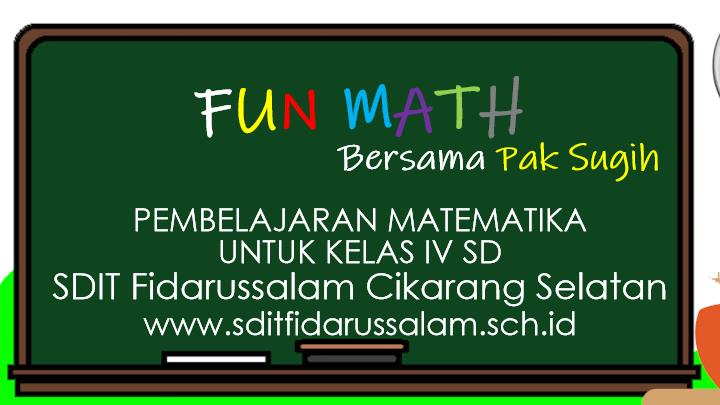 FUN MATH
Bersama Pak Sugih
PEMBELAJARAN MATEMATIKA
UNTUK KELAS IV SD
SDIT Fidarussalam Cikarang Selatan
www.sditfidarussalam.sch.id